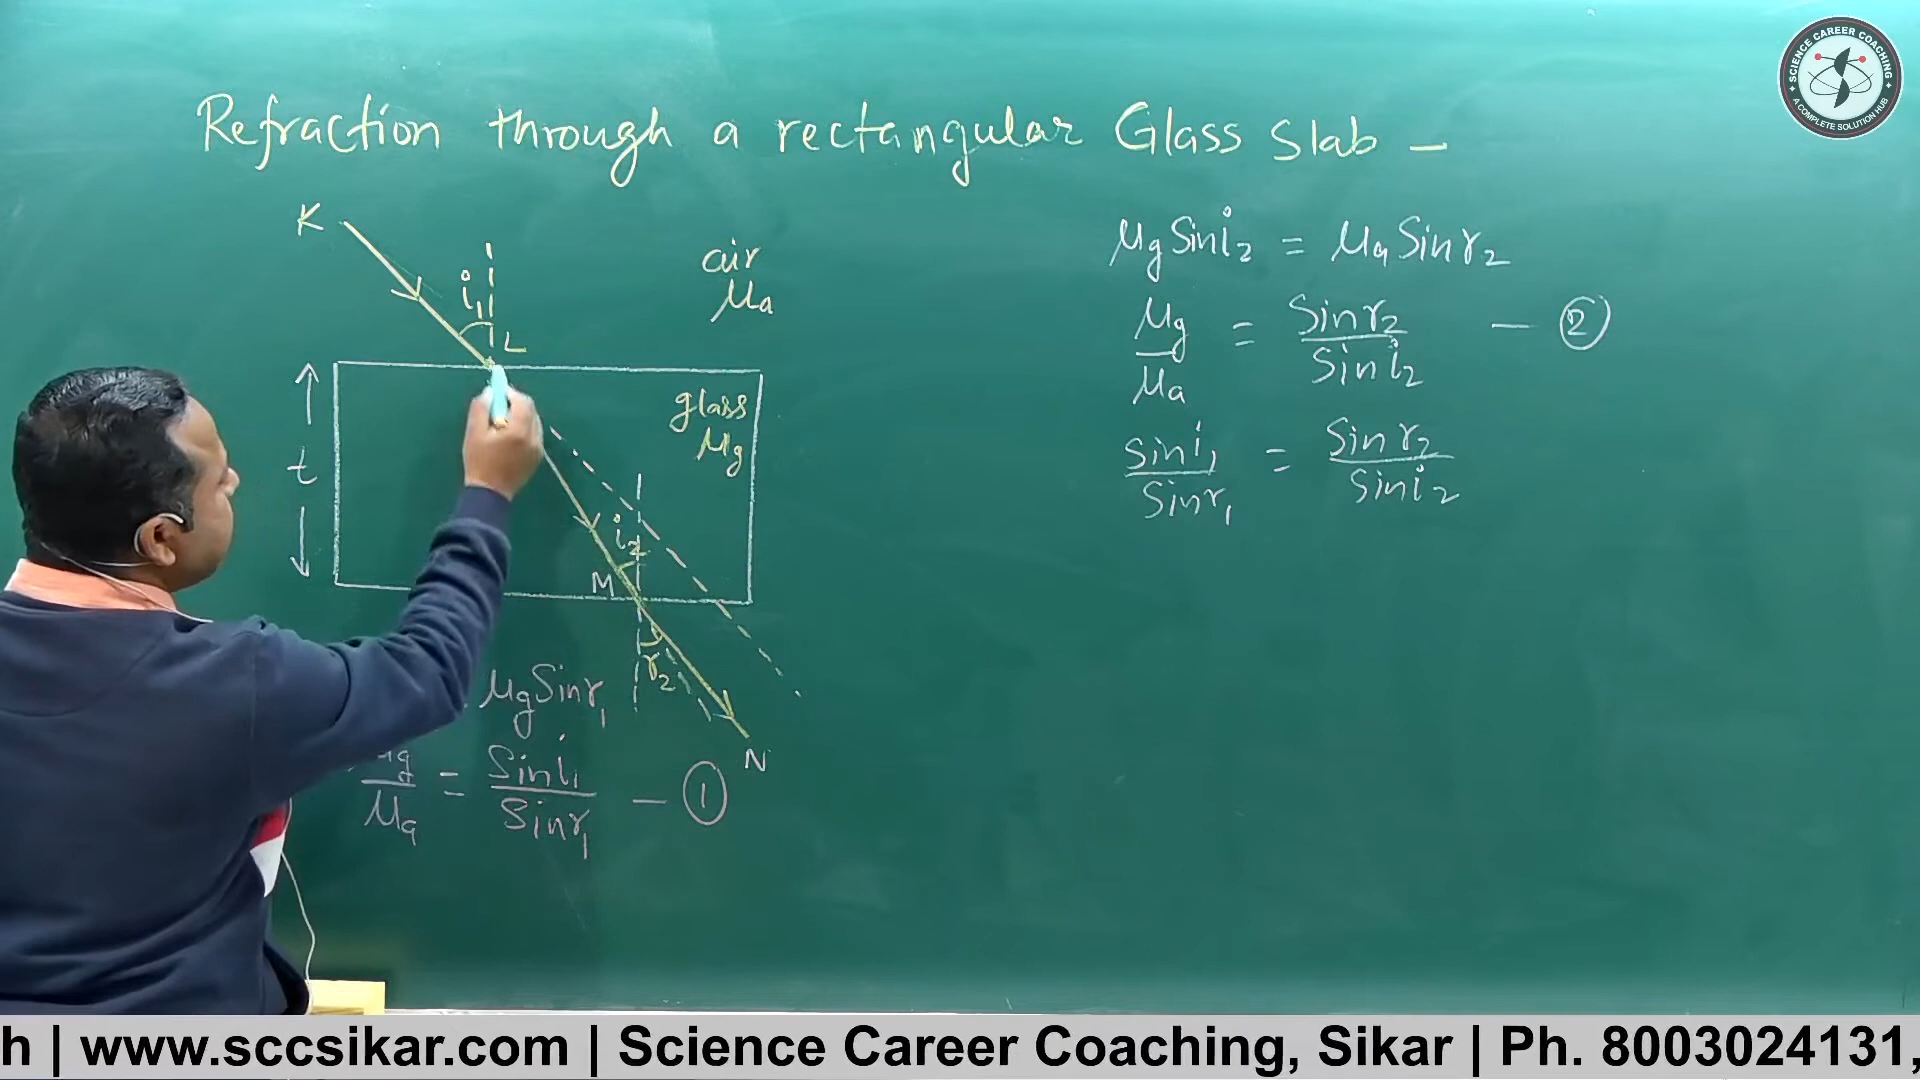 SCIENCE CAREER COACHING
A COMPLETE SOLUTION HUB
Refraction through a rectangular Glass Slab —
K
i₁
air
μa
L
glass
μg
t
i₂
M
r₂
N
μg Sin r₁
μg/μa = Sin i₁/Sin r₁ — ①
μg Sin i₂ = μa Sin r₂
μg/μa = Sin r₂/Sin i₂ — ②
Sin i₁/Sin r₁ = Sin r₂/Sin i₂
h | www.sccsikar.com | Science Career Coaching, Sikar | Ph. 8003024131,